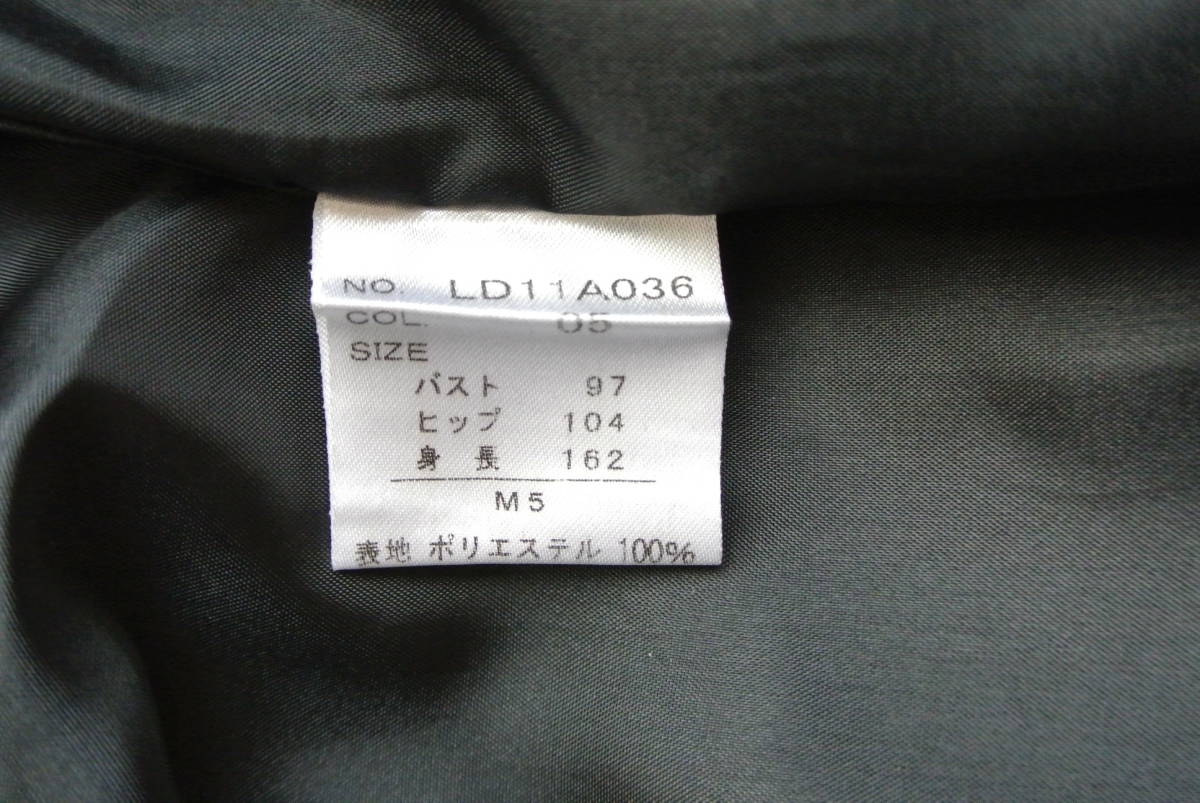 NO. LD11A036
COL. 05
SIZE
バスト 97
ヒップ 104
身長 162
M5
表地 ポリエステル 100%